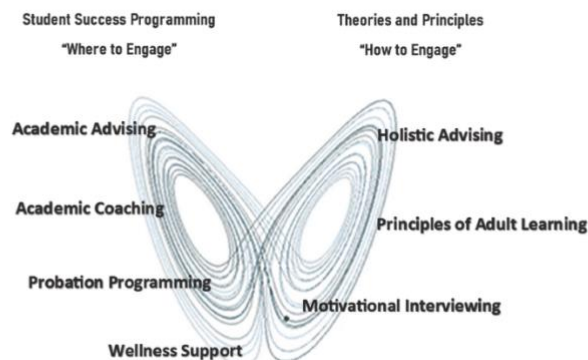 Student Success Programming
"Where to Engage"
Theories and Principles
"How to Engage"
Academic Advising
Academic Coaching
Probation Programming
Wellness Support
Holistic Advising
Principles of Adult Learning
Motivational Interviewing